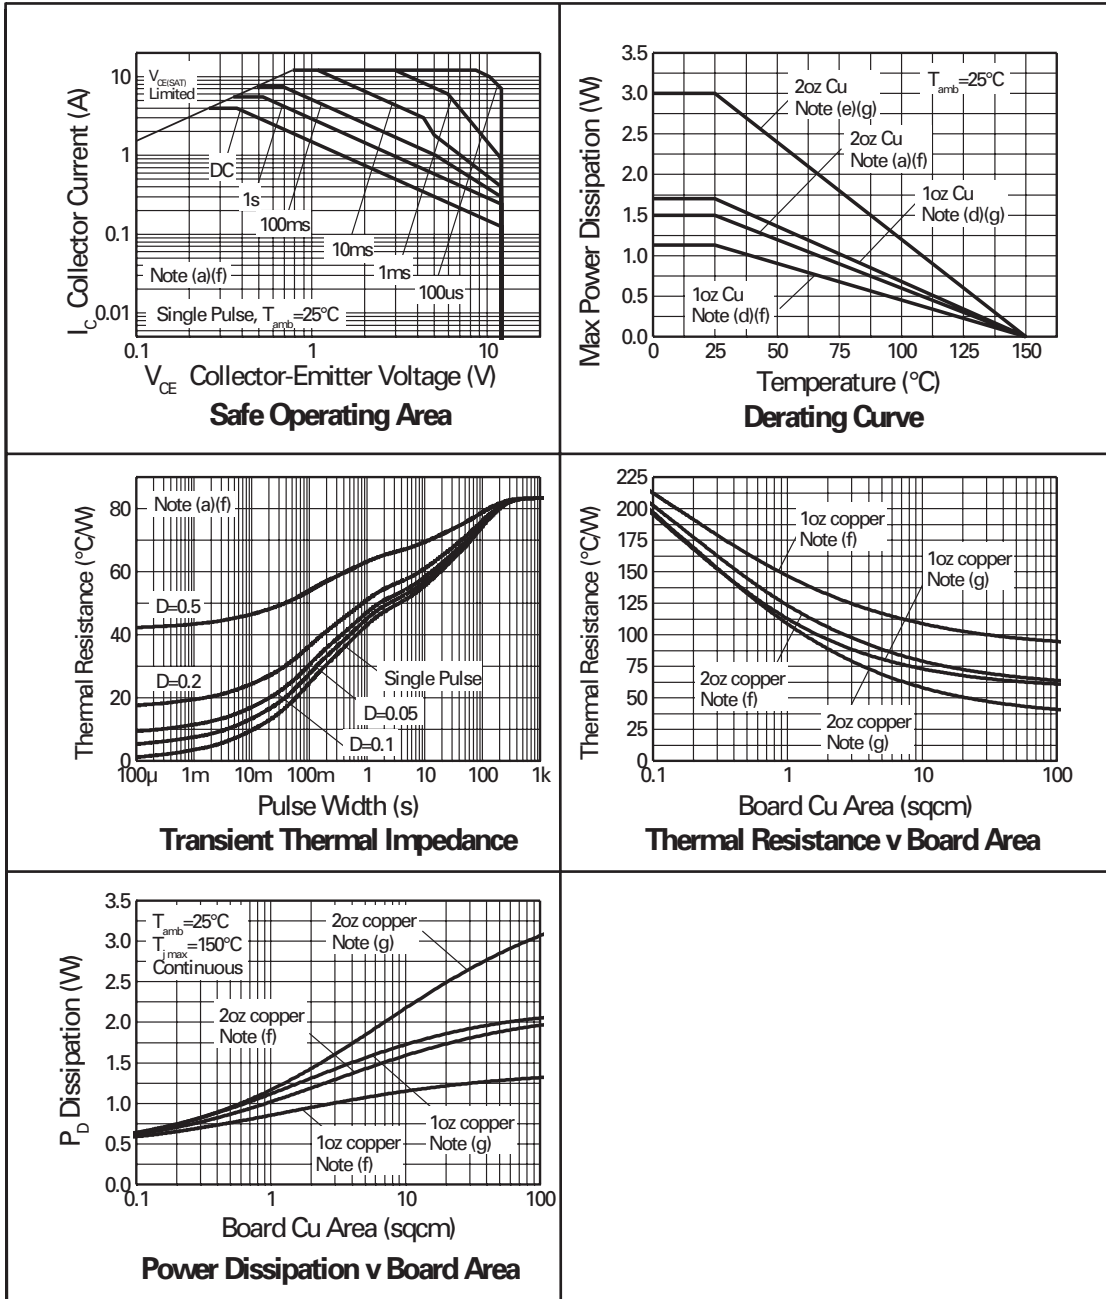 I_C Collector Current (A)
10
1
0.1
0.01
V_CE(SAT)
Limited
DC
1s
100ms
10ms
1ms
100us
Note (a)(f)
Single Pulse, T_amb=25°C
0.1 1 10
V_CE Collector-Emitter Voltage (V)
Safe Operating Area
Max Power Dissipation (W)
3.5
3.0
2.5
2.0
1.5
1.0
0.5
0.0
T_amb=25°C
2oz Cu
Note (e)(g)
2oz Cu
Note (a)(f)
1oz Cu
Note (d)(g)
1oz Cu
Note (d)(f)
0 25 50 75 100 125 150
Temperature (°C)
Derating Curve
Thermal Resistance (°C/W)
80
60
40
20
0
Note (a)(f)
D=0.5
D=0.2
Single Pulse
D=0.05
D=0.1
100µ 1m 10m 100m 1 10 100 1k
Pulse Width (s)
Transient Thermal Impedance
Thermal Resistance (°C/W)
225
200
175
150
125
100
75
50
25
0
1oz copper
Note (f)
1oz copper
Note (g)
2oz copper
Note (f)
2oz copper
Note (g)
0.1 1 10 100
Board Cu Area (sqcm)
Thermal Resistance v Board Area
P_D Dissipation (W)
3.5
3.0
2.5
2.0
1.5
1.0
0.5
0.0
T_amb=25°C
T_jmax=150°C
Continuous
2oz copper
Note (g)
2oz copper
Note (f)
1oz copper
Note (g)
1oz copper
Note (f)
0.1 1 10 100
Board Cu Area (sqcm)
Power Dissipation v Board Area